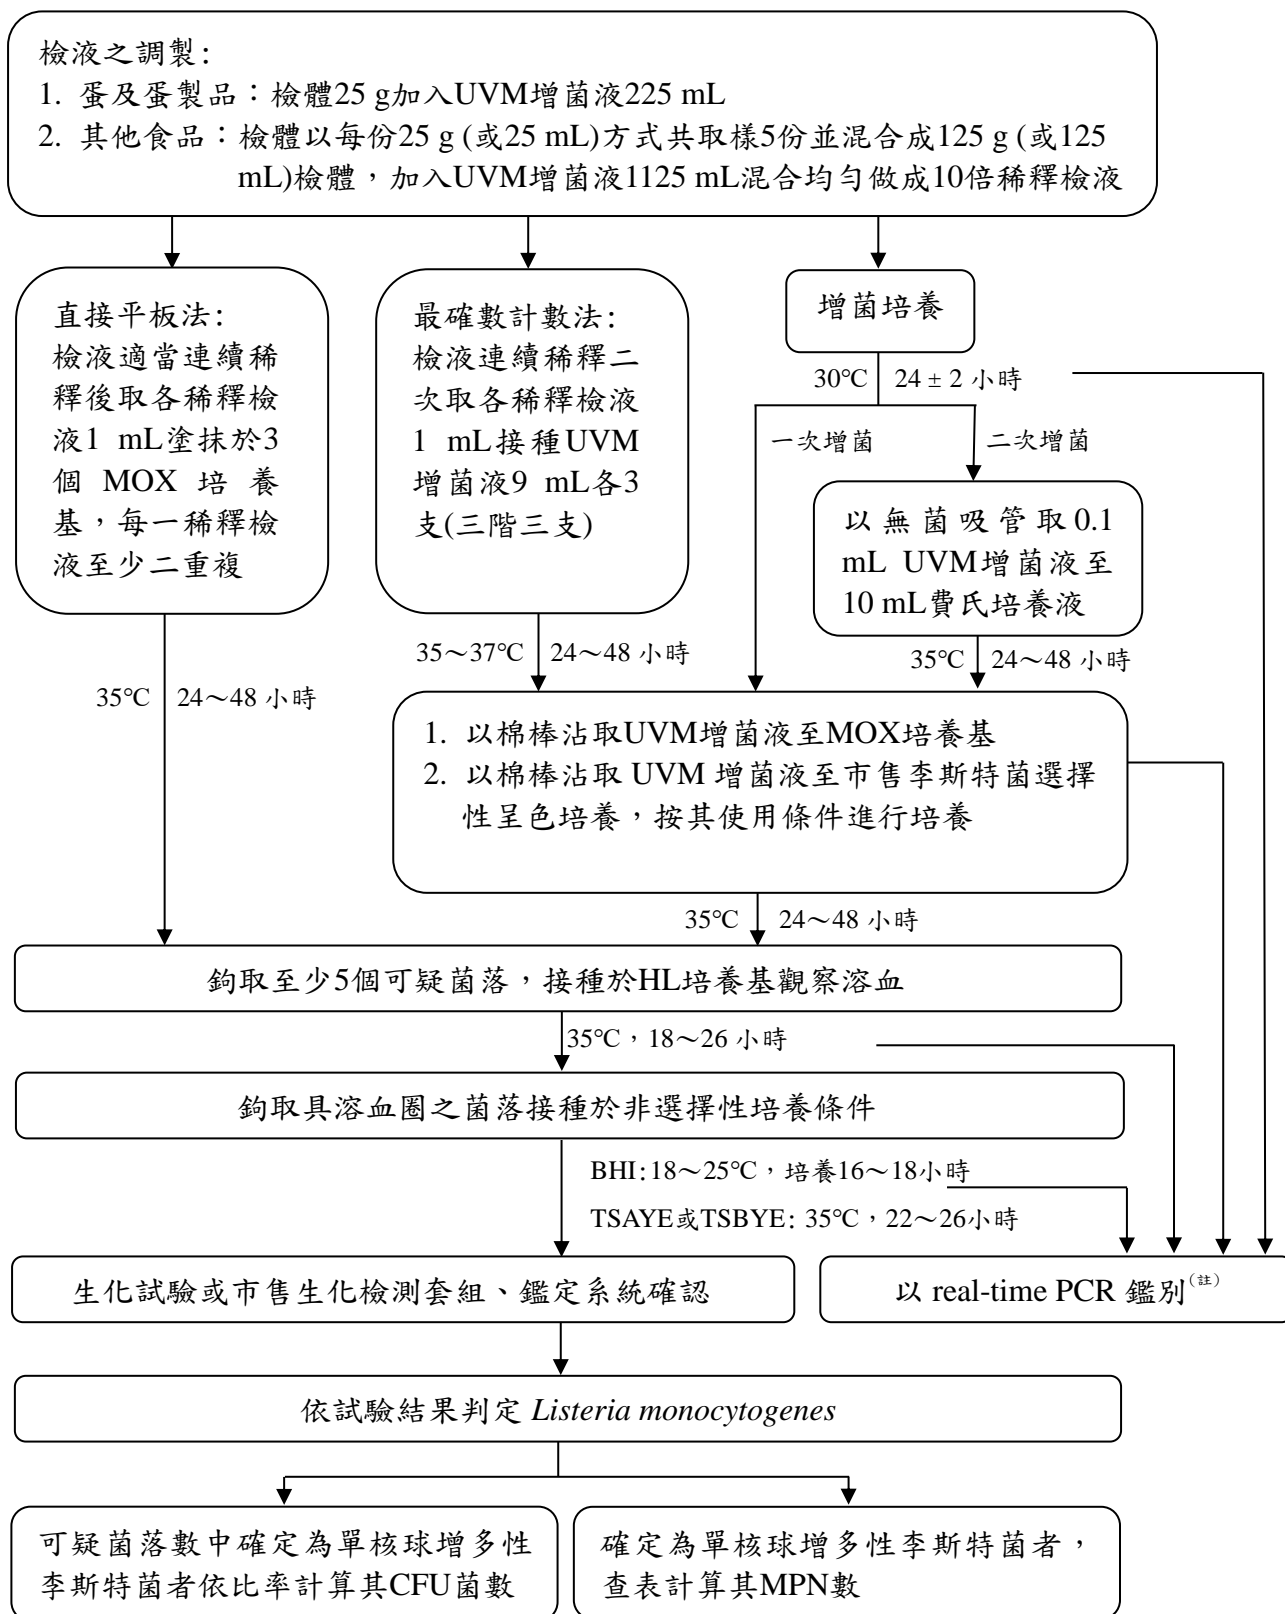 檢液之調製:
1. 蛋及蛋製品：檢體25 g加入UVM增菌液225 mL
2. 其他食品：檢體以每份25 g (或25 mL)方式共取樣5份並混合成125 g (或125
mL)檢體，加入UVM增菌液1125 mL混合均勻做成10倍稀釋檢液
直接平板法:
檢液適當連續稀
釋後取各稀釋檢
液1 mL塗抹於3
個 MOX 培養
基，每一稀釋檢
液至少二重複
最確數計數法:
檢液連續稀釋二
次取各稀釋檢液
1 mL接種UVM
增菌液9 mL各3
支(三階三支)
增菌培養
30℃ 24 ± 2 小時
一次增菌 二次增菌
以無菌吸管取0.1
mL UVM增菌液至
10 mL費氏培養液
35～37℃ 24～48 小時
35℃ 24～48 小時
35℃ 24～48 小時
1. 以棉棒沾取UVM增菌液至MOX培養基
2. 以棉棒沾取 UVM 增菌液至市售李斯特菌選擇
性呈色培養，按其使用條件進行培養
35℃ 24～48 小時
鉤取至少5個可疑菌落，接種於HL培養基觀察溶血
35℃，18～26 小時
鉤取具溶血圈之菌落接種於非選擇性培養條件
BHI:18～25℃，培養16～18小時
TSAYE或TSBYE: 35℃，22～26小時
生化試驗或市售生化檢測套組、鑑定系統確認
以 real-time PCR 鑑別(註)
依試驗結果判定 Listeria monocytogenes
可疑菌落數中確定為單核球增多性
李斯特菌者依比率計算其CFU菌數
確定為單核球增多性李斯特菌者，
查表計算其MPN數